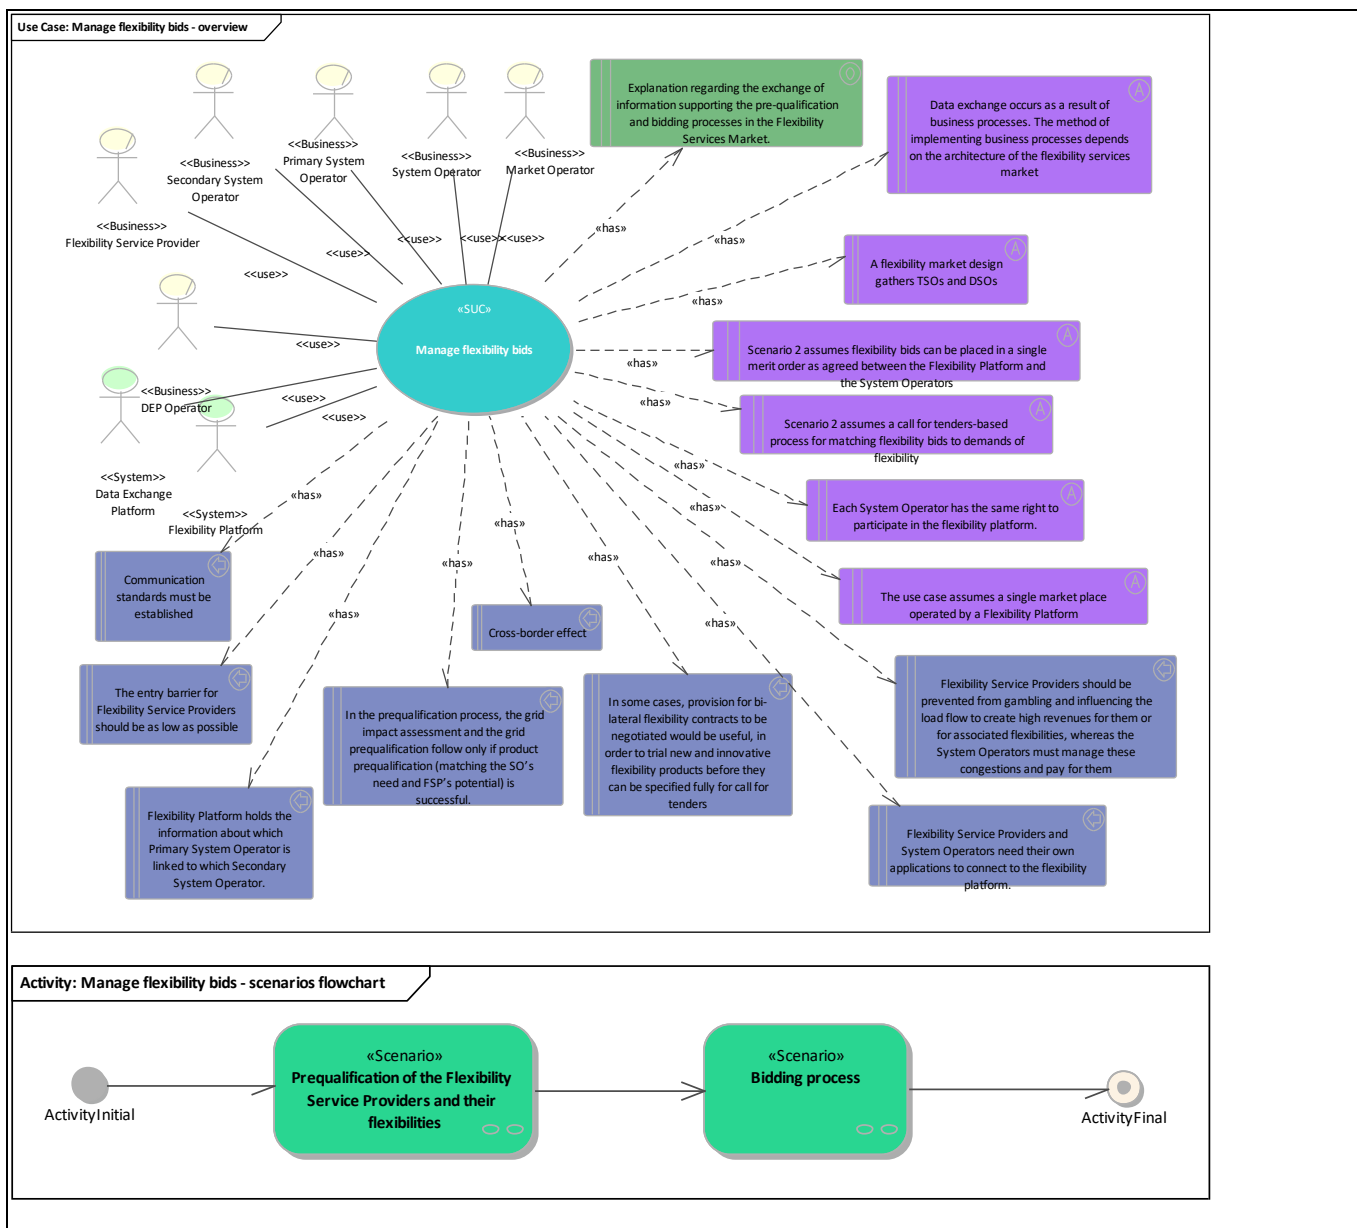 Use Case: Manage flexibility bids - overview
<<Business>>
Flexibility Service Provider
<<Business>>
Secondary System
Operator
<<Business>>
Primary System
Operator
<<Business>>
System Operator
<<Business>>
Market Operator
<<Business>>
DEP Operator
<<System>>
Data Exchange
Platform
<<System>>
Flexibility Platform
<<use>>
<<use>>
<<use>>
<<use>>
<<use>>
<<use>>
<<use>>
<<use>>
«SUC»
Manage flexibility bids
Explanation regarding the exchange of
information supporting the pre-qualification
and bidding processes in the Flexibility
Services Market.
«has»
A
Data exchange occurs as a result of
business processes. The method of
implementing business processes depends
on the architecture of the flexibility services
market
«has»
A
A flexibility market design
gathers TSOs and DSOs
«has»
A
Scenario 2 assumes flexibility bids can be placed in a single
merit order as agreed between the Flexibility Platform and
the System Operators
«has»
A
Scenario 2 assumes a call for tenders-based
process for matching flexibility bids to demands of
flexibility
«has»
A
Each System Operator has the same right to
participate in the flexibility platform.
«has»
A
The use case assumes a single market place
operated by a Flexibility Platform
«has»
Communication
standards must be
established
«has»
The entry barrier for
Flexibility Service Providers
should be as low as possible
«has»
Flexibility Platform holds the
information about which
Primary System Operator is
linked to which Secondary
System Operator.
«has»
In the prequalification process, the grid
impact assessment and the grid
prequalification follow only if product
prequalification (matching the SO's
need and FSP's potential) is
successful.
«has»
Cross-border effect
«has»
In some cases, provision for bi-
lateral flexibility contracts to be
negotiated would be useful, in
order to trial new and innovative
flexibility products before they
can be specified fully for call for
tenders
«has»
Flexibility Service Providers should be
prevented from gambling and influencing the
load flow to create high revenues for them or
for associated flexibilities, whereas the
System Operators must manage these
congestions and pay for them
«has»
Flexibility Service Providers and
System Operators need their own
applications to connect to the flexibility
platform.
«has»
Activity: Manage flexibility bids - scenarios flowchart
ActivityInitial
«Scenario»
Prequalification of the Flexibility
Service Providers and their
flexibilities
«Scenario»
Bidding process
ActivityFinal